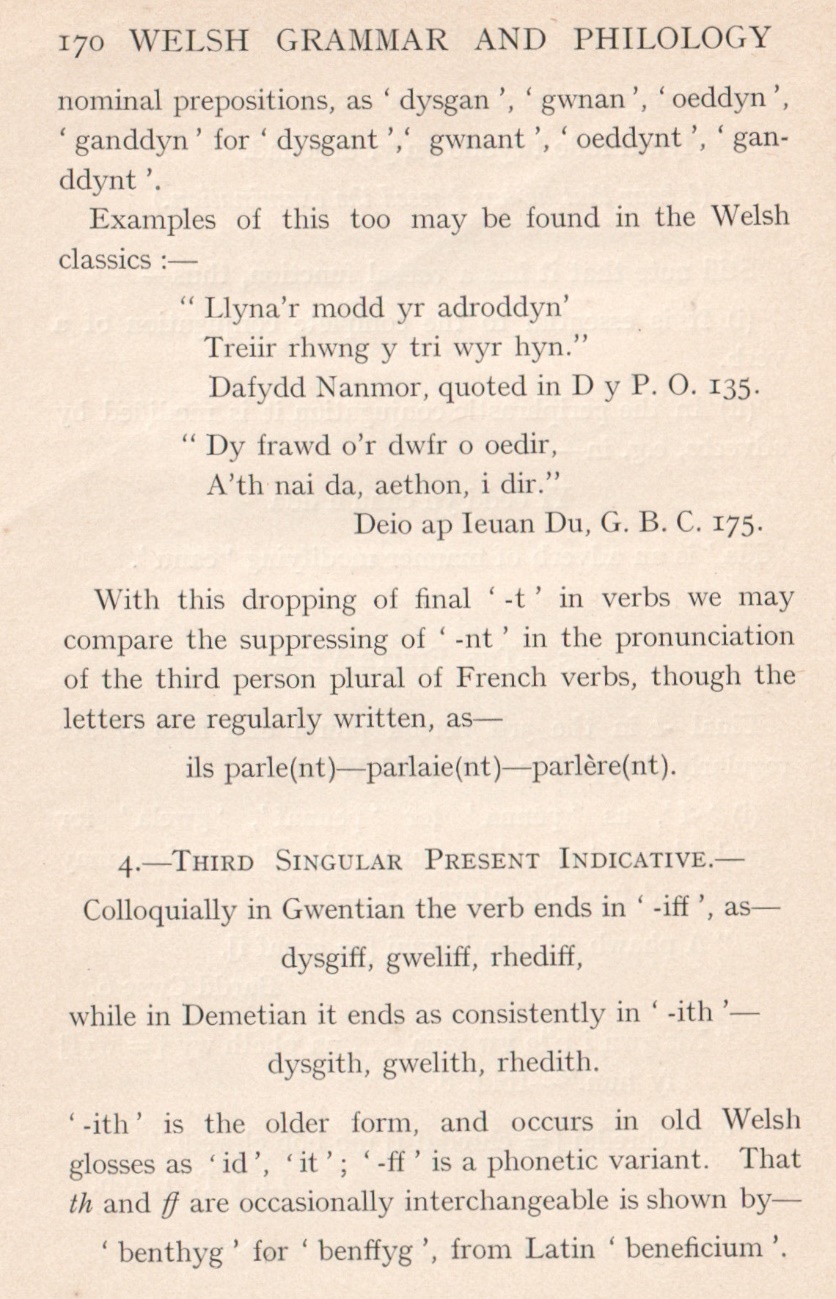 170 WELSH GRAMMAR AND PHILOLOGY
nominal prepositions, as ‘ dysgan ’, ‘ gwnan ’, ‘ oeddyn ’,
‘ ganddyn ’ for ‘ dysgant ’,‘ gwnant ’, ‘ oeddynt ’, ‘ gan-
ddynt ’.
Examples of this too may be found in the Welsh
classics :—
“ Llyna’r modd yr adroddyn’
Treiir rhwng y tri wyr hyn.”
Dafydd Nanmor, quoted in D y P. O. 135.
“ Dy frawd o’r dwfr o oedir,
A’th nai da, aethon, i dir.”
Deio ap Ieuan Du, G. B. C. 175.
With this dropping of final ‘ -t ’ in verbs we may
compare the suppressing of ‘ -nt ’ in the pronunciation
of the third person plural of French verbs, though the
letters are regularly written, as—
ils parle(nt)—parlaie(nt)—parlère(nt).
4.—THIRD SINGULAR PRESENT INDICATIVE.—
Colloquially in Gwentian the verb ends in ‘ -iff ’, as—
dysgiff, gweliff, rhediff,
while in Demetian it ends as consistently in ‘ -ith ’—
dysgith, gwelith, rhedith.
‘ -ith ’ is the older form, and occurs in old Welsh
glosses as ‘ id ’, ‘ it ’ ; ‘ -ff ’ is a phonetic variant. That
th and ff are occasionally interchangeable is shown by—
‘ benthyg ’ for ‘ benffyg ’, from Latin ‘ beneficium ’.